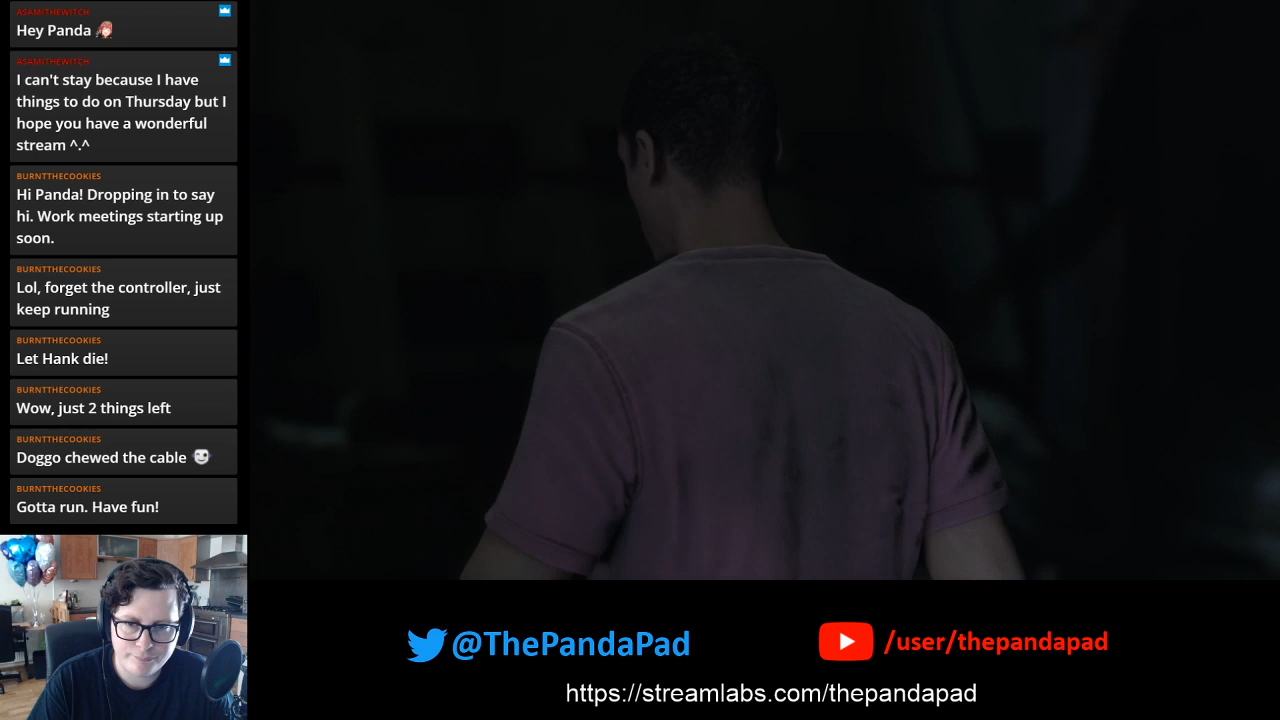 ASAMITHEWITCH
Hey Panda
ASAMITHEWITCH
I can't stay because I have
things to do on Thursday but I
hope you have a wonderful
stream ^.^
BURNTTHECOOKIES
Hi Panda! Dropping in to say
hi. Work meetings starting up
soon.
BURNTTHECOOKIES
Lol, forget the controller, just
keep running
BURNTTHECOOKIES
Let Hank die!
BURNTTHECOOKIES
Wow, just 2 things left
BURNTTHECOOKIES
Doggo chewed the cable
BURNTTHECOOKIES
Gotta run. Have fun!
@ThePandaPad
/user/thepandapad
https://streamlabs.com/thepandapad